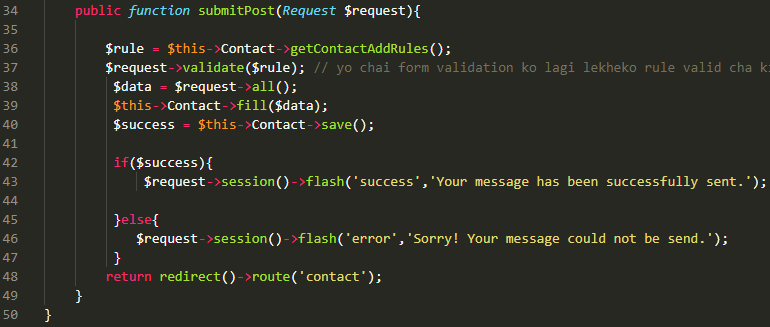 34 public function submitPost(Request $request){
35
36 $rule = $this->Contact->getContactAddRules();
37 $request->validate($rule); // yo chai form validation ko lagi lekheko rule valid cha
38 $data = $request->all();
39 $this->Contact->fill($data);
40 $success = $this->Contact->save();
41
42 if($success){
43 $request->session()->flash('success','Your message has been successfully sent.');
44
45 }else{
46 $request->session()->flash('error','Sorry! Your message could not be send.');
47 }
48 return redirect()->route('contact');
49 }
50 }